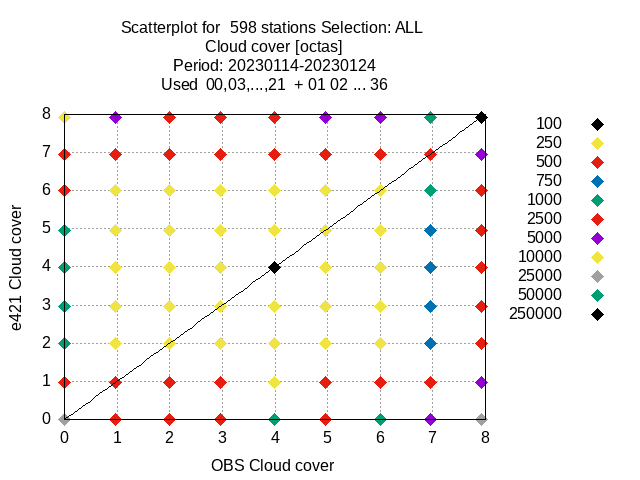 Scatterplot for  598 stations Selection: ALL
Cloud cover [octas]
Period: 20230114-20230124
Used  00,03,...,21  + 01 02 ... 36
8
7
6
5
4
3
2
1
0
e421 Cloud cover
0 1 2 3 4 5 6 7 8
OBS Cloud cover
100
250
500
750
1000
2500
5000
10000
25000
50000
250000